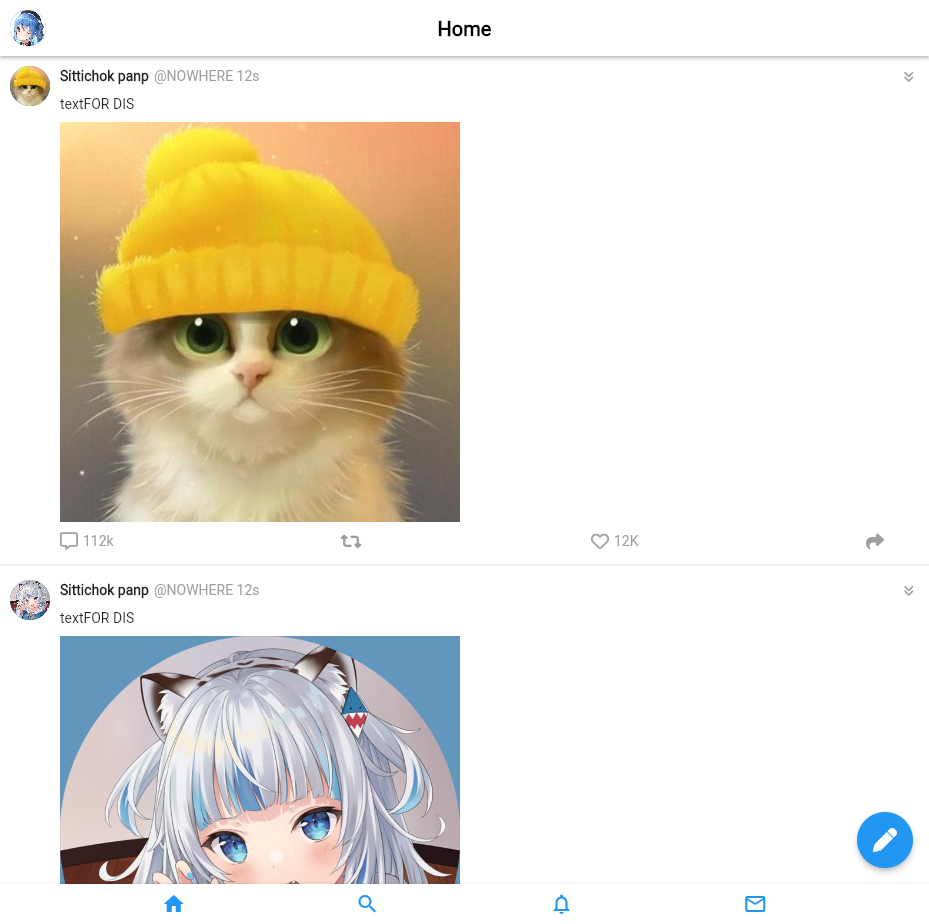 Home
Sittichok panp @NOWHERE 12s
textFOR DIS
112k
12K
Sittichok panp @NOWHERE 12s
textFOR DIS